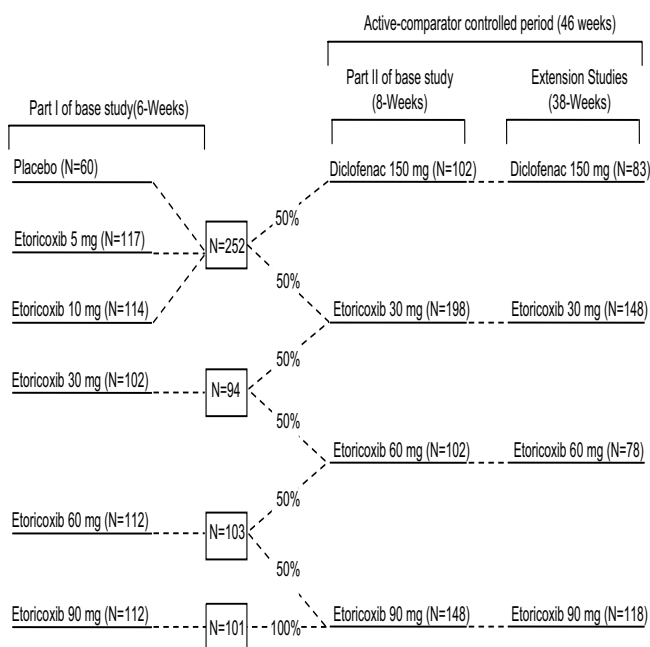 Active-comparator controlled period (46 weeks)
Part I of base study(6-Weeks)
Part II of base study
(8-Weeks)
Extension Studies
(38-Weeks)
Placebo (N=60)
Diclofenac 150 mg (N=102)
Diclofenac 150 mg (N=83)
50%
Etoricoxib 5 mg (N=117)
N=252
50%
Etoricoxib 10 mg (N=114)
Etoricoxib 30 mg (N=198)
Etoricoxib 30 mg (N=148)
50%
Etoricoxib 30 mg (N=102)
N=94
50%
Etoricoxib 60 mg (N=102)
Etoricoxib 60 mg (N=78)
50%
Etoricoxib 60 mg (N=112)
N=103
50%
Etoricoxib 90 mg (N=112)
N=101
100%
Etoricoxib 90 mg (N=148)
Etoricoxib 90 mg (N=118)